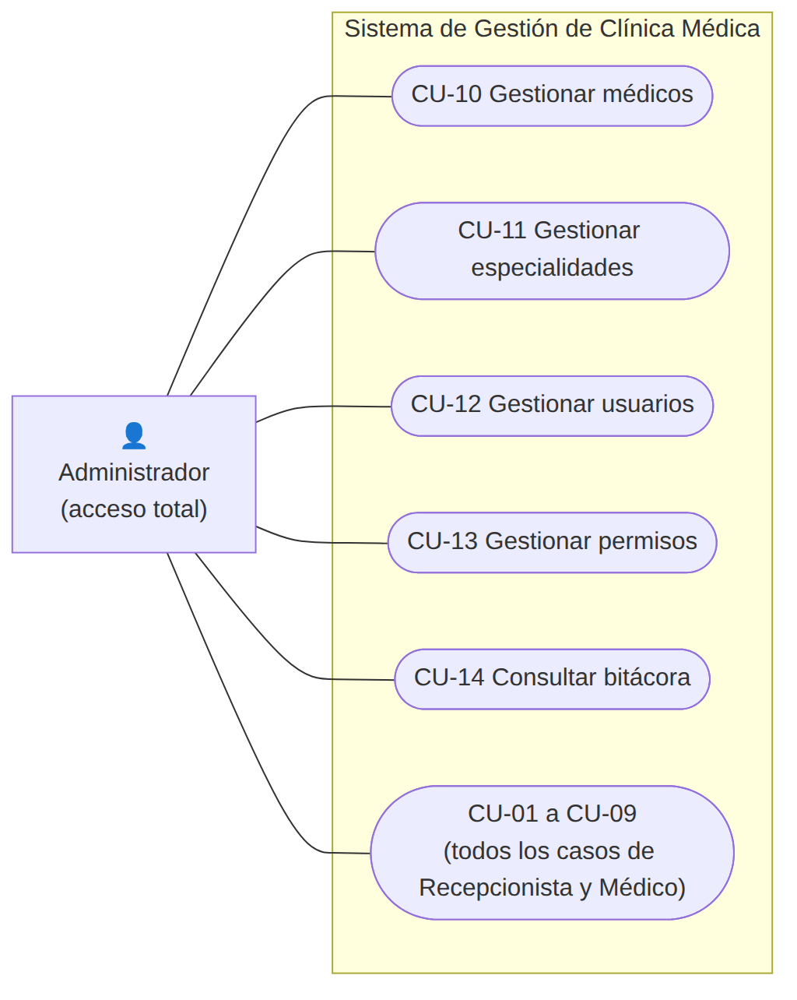 Sistema de Gestión de Clínica Médica
CU-10 Gestionar médicos
CU-11 Gestionar
especialidades
CU-12 Gestionar usuarios
Administrador
(acceso total)
CU-13 Gestionar permisos
CU-14 Consultar bitácora
CU-01 a CU-09
(todos los casos de
Recepcionista y Médico)